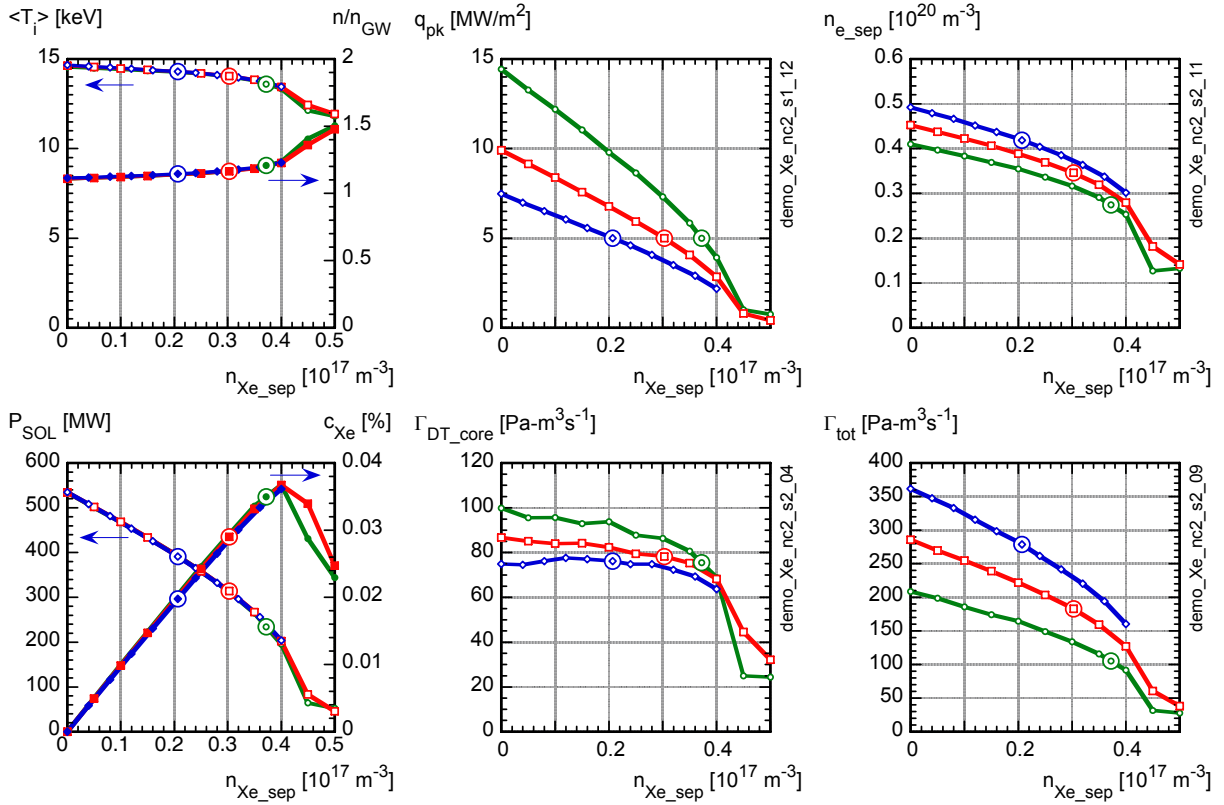 <T_i> [keV]
n/n_GW
15
10
5
0
2
1.5
1
0.5
0
0 0.1 0.2 0.3 0.4 0.5
n_Xe_sep [10^17 m^-3]
q_pk [MW/m^2]
15
10
5
0
0 0.2 0.4
n_Xe_sep [10^17 m^-3]
demo_Xe_nc2_s1_12
n_e_sep [10^20 m^-3]
0.6
0.5
0.4
0.3
0.2
0.1
0.0
0 0.2 0.4
n_Xe_sep [10^17 m^-3]
demo_Xe_nc2_s2_11
P_SOL [MW]
c_Xe [%]
600
500
400
300
200
100
0
0.04
0.03
0.02
0.01
0
0 0.1 0.2 0.3 0.4 0.5
n_Xe_sep [10^17 m^-3]
Γ_DT_core [Pa-m^3s^-1]
120
100
80
60
40
20
0
0 0.2 0.4
n_Xe_sep [10^17 m^-3]
demo_Xe_nc2_s2_04
Γ_tot [Pa-m^3s^-1]
400
350
300
250
200
150
100
50
0
0 0.2 0.4
n_Xe_sep [10^17 m^-3]
demo_Xe_nc2_s2_09